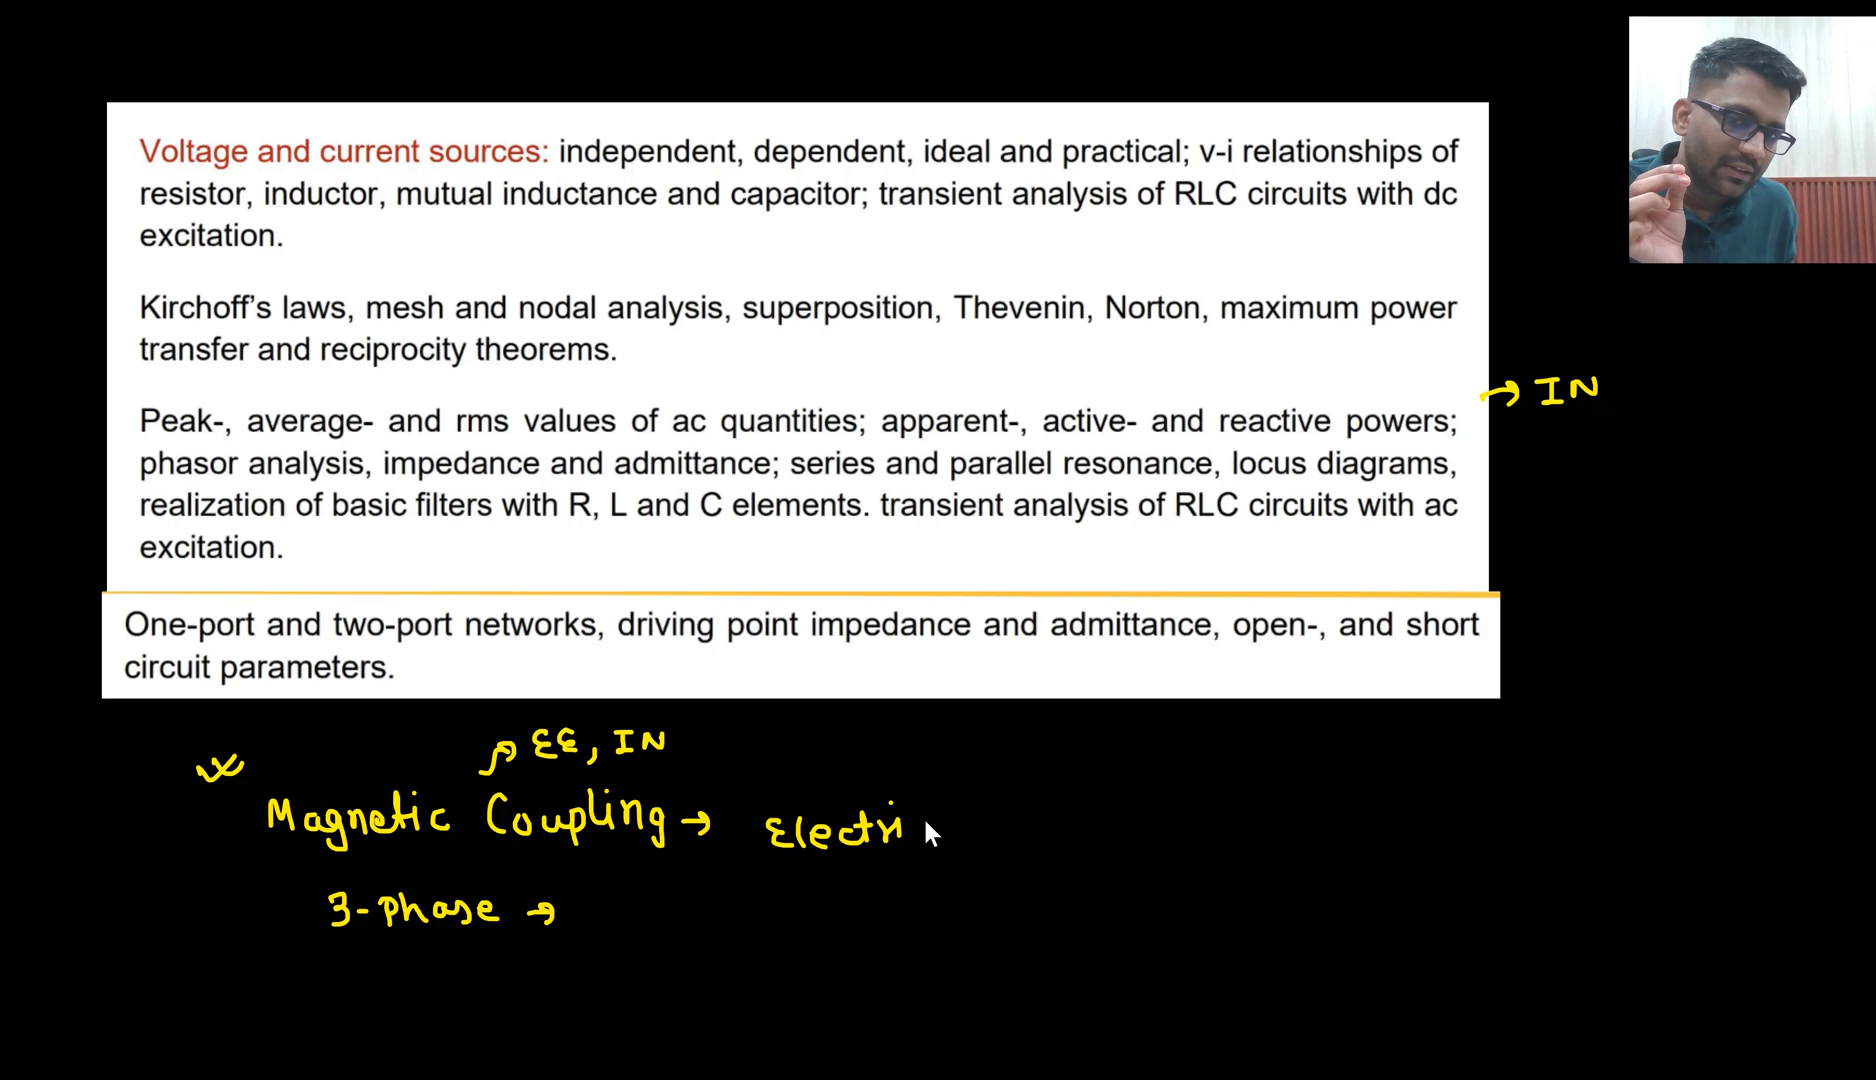 Voltage and current sources: independent, dependent, ideal and practical; v-i relationships of
resistor, inductor, mutual inductance and capacitor; transient analysis of RLC circuits with dc
excitation.
Kirchoff's laws, mesh and nodal analysis, superposition, Thevenin, Norton, maximum power
transfer and reciprocity theorems.
→ IN
Peak-, average- and rms values of ac quantities; apparent-, active- and reactive powers;
phasor analysis, impedance and admittance; series and parallel resonance, locus diagrams,
realization of basic filters with R, L and C elements. transient analysis of RLC circuits with ac
excitation.
One-port and two-port networks, driving point impedance and admittance, open-, and short
circuit parameters.
EE, IN
Magnetic Coupling → Electri
3-phase →